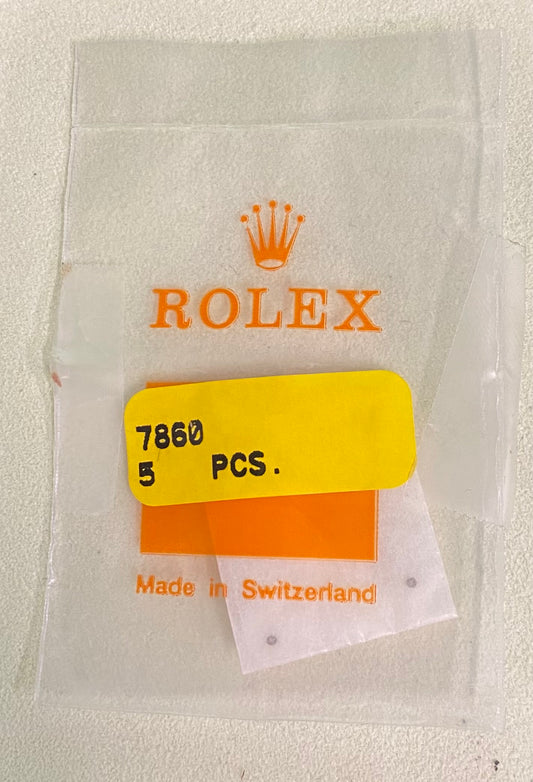 ROLEX
7860
5 PCS.
Made in Switzerland